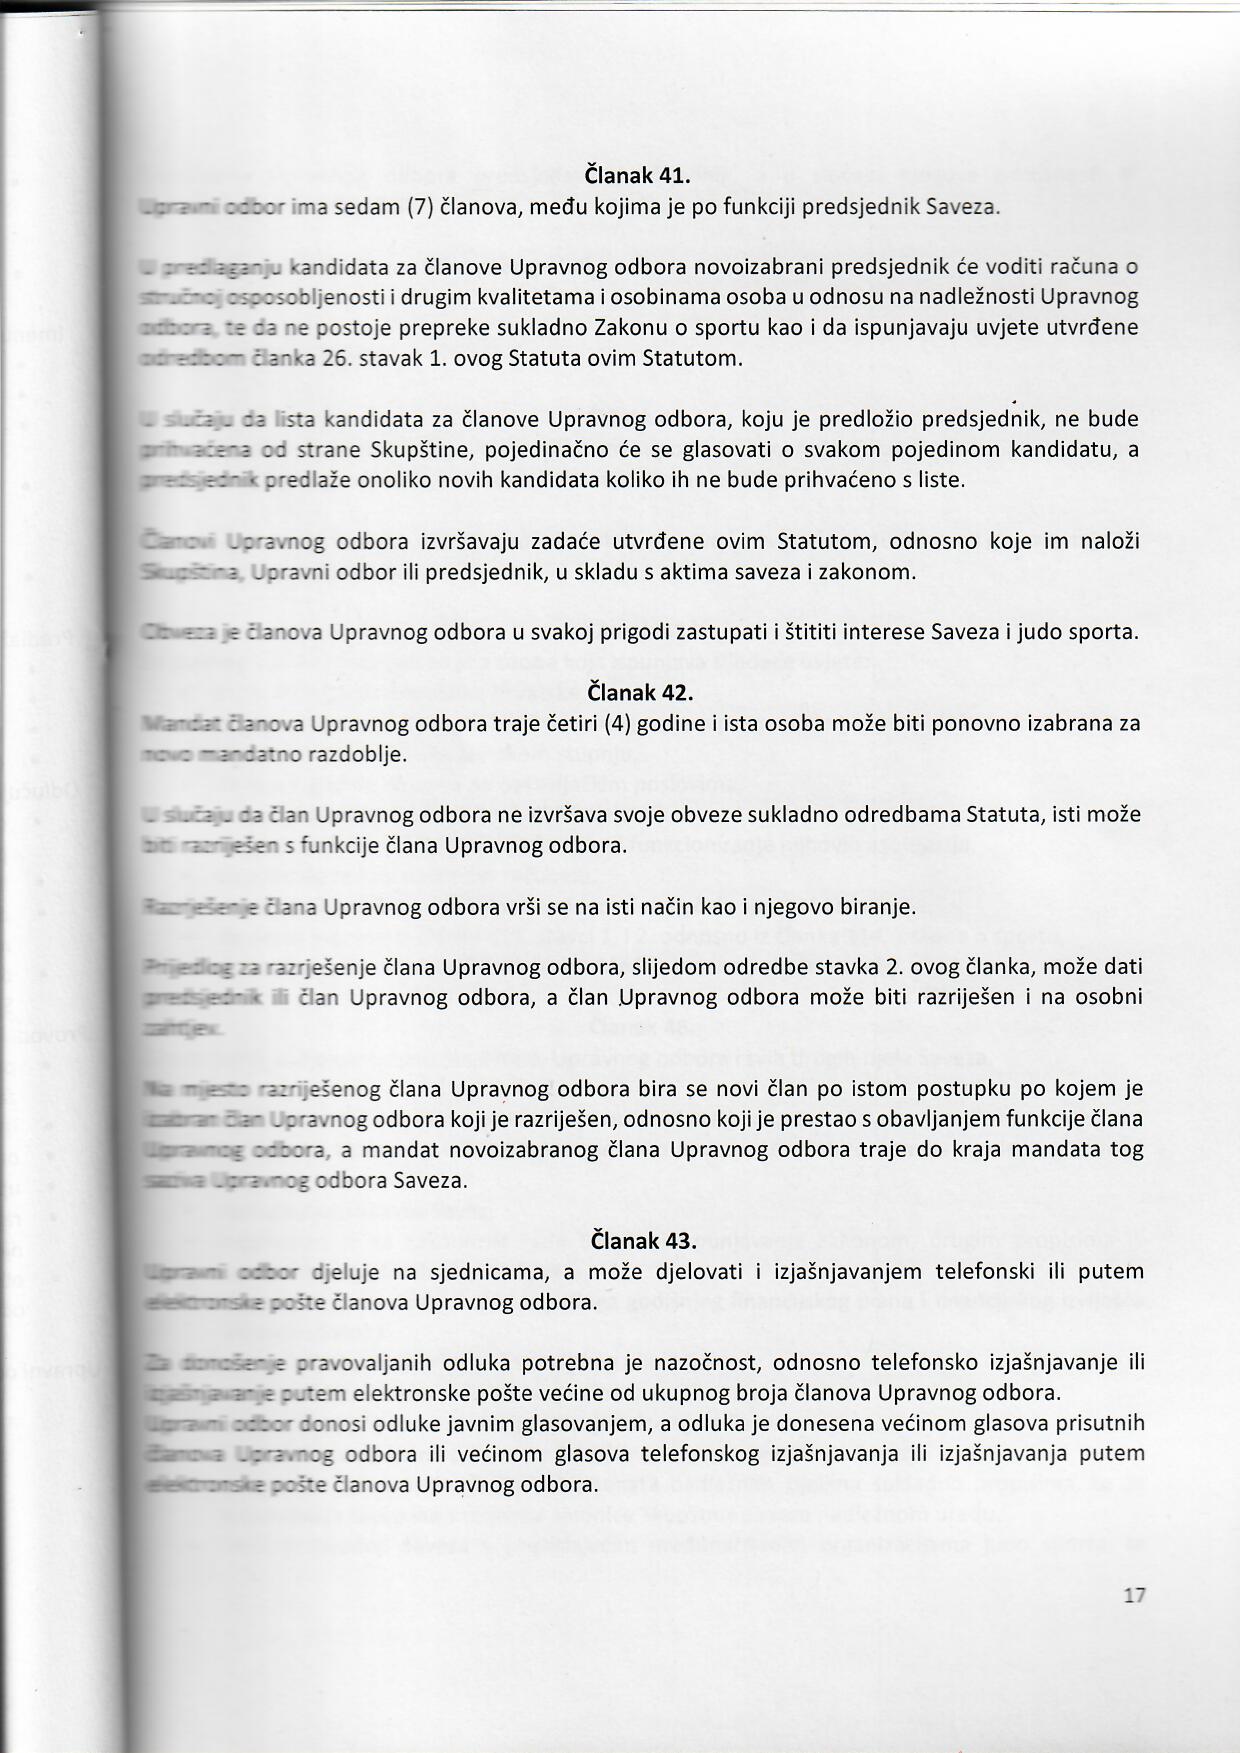 Članak 41.
Upravni odbor ima sedam (7) članova, među kojima je po funkciji predsjednik Saveza.
U predlaganju kandidata za članove Upravnog odbora novoizabrani predsjednik će voditi računa o
stručnoj osposobljenosti i drugim kvalitetama i osobinama osoba u odnosu na nadležnosti Upravnog
odbora, te da ne postoje prepreke sukladno Zakonu o sportu kao i da ispunjavaju uvjete utvrđene
odredbom članka 26. stavak 1. ovog Statuta ovim Statutom.
U slučaju da lista kandidata za članove Upravnog odbora, koju je predložio predsjednik, ne bude
prihvaćena od strane Skupštine, pojedinačno će se glasovati o svakom pojedinom kandidatu, a
predsjednik predlaže onoliko novih kandidata koliko ih ne bude prihvaćeno s liste.
Članovi Upravnog odbora izvršavaju zadaće utvrđene ovim Statutom, odnosno koje im naloži
Skupština, Upravni odbor ili predsjednik, u skladu s aktima saveza i zakonom.
Obveza je članova Upravnog odbora u svakoj prigodi zastupati i štititi interese Saveza i judo sporta.
Članak 42.
Mandat članova Upravnog odbora traje četiri (4) godine i ista osoba može biti ponovno izabrana za
novo mandatno razdoblje.
U slučaju da član Upravnog odbora ne izvršava svoje obveze sukladno odredbama Statuta, isti može
biti razriješen s funkcije člana Upravnog odbora.
Razrješenje člana Upravnog odbora vrši se na isti način kao i njegovo biranje.
Prijedlog za razrješenje člana Upravnog odbora, slijedom odredbe stavka 2. ovog članka, može dati
predsjednik ili član Upravnog odbora, a član Upravnog odbora može biti razriješen i na osobni
zahtjev.
Na mjesto razriješenog člana Upravnog odbora bira se novi član po istom postupku po kojem je
izabran član Upravnog odbora koji je razriješen, odnosno koji je prestao s obavljanjem funkcije člana
Upravnog odbora, a mandat novoizabranog člana Upravnog odbora traje do kraja mandata tog
saziva Upravnog odbora Saveza.
Članak 43.
Upravni odbor djeluje na sjednicama, a može djelovati i izjašnjavanjem telefonski ili putem
elektronske pošte članova Upravnog odbora.
Za donošenje pravovaljanih odluka potrebna je nazočnost, odnosno telefonsko izjašnjavanje ili
izjašnjavanje putem elektronske pošte većine od ukupnog broja članova Upravnog odbora.
Upravni odbor donosi odluke javnim glasovanjem, a odluka je donesena većinom glasova prisutnih
članova Upravnog odbora ili većinom glasova telefonskog izjašnjavanja ili izjašnjavanja putem
elektronske pošte članova Upravnog odbora.
17